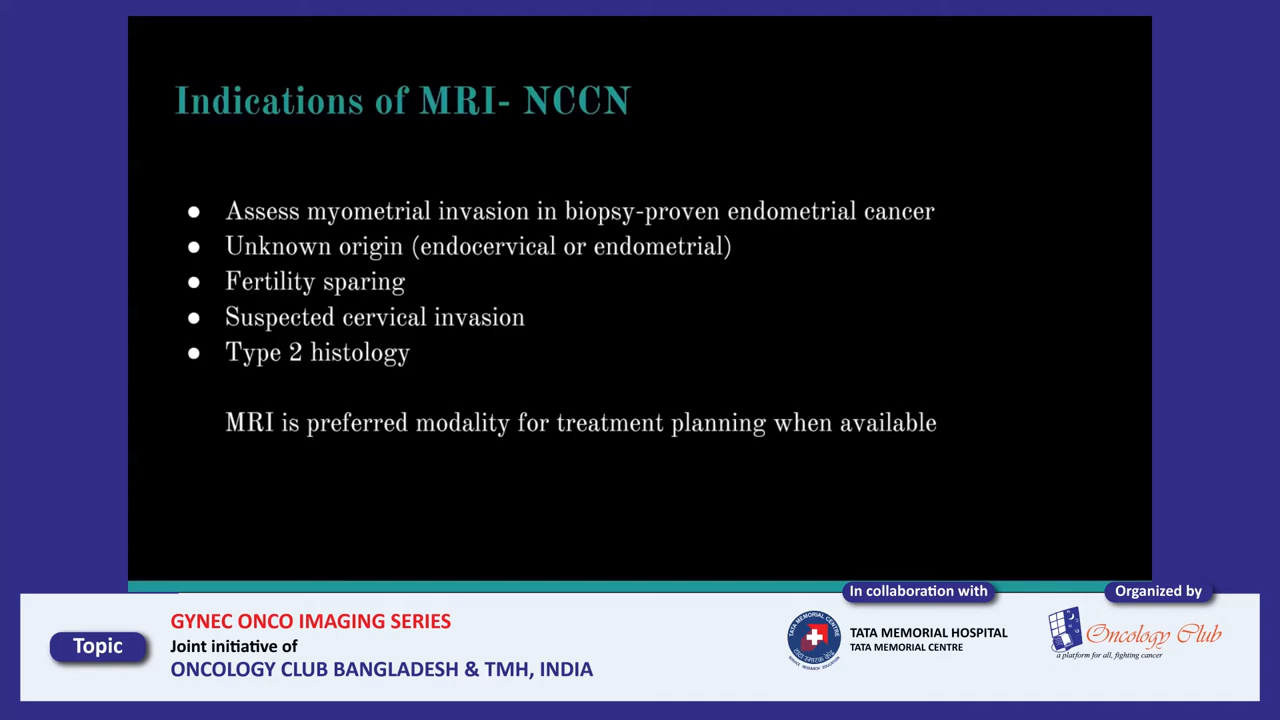 Indications of MRI- NCCN
● Assess myometrial invasion in biopsy-proven endometrial cancer
● Unknown origin (endocervical or endometrial)
● Fertility sparing
● Suspected cervical invasion
● Type 2 histology
MRI is preferred modality for treatment planning when available
Topic
GYNEC ONCO IMAGING SERIES
Joint initiative of
ONCOLOGY CLUB BANGLADESH & TMH, INDIA
In collaboration with
TATA MEMORIAL HOSPITAL
TATA MEMORIAL CENTRE
Organized by
Oncology Club
a platform for all, fighting cancer
TATA MEMORIAL CENTRE